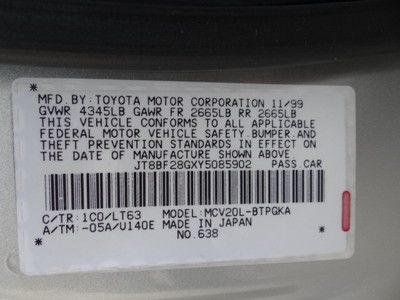 MFD.BY:TOYOTA MOTOR CORPORATION 11/99
GVWR 4345LB GAWR FR 2665LB RR 2665LB
THIS VEHICLE CONFORMS TO ALL APPLICABLE
FEDERAL MOTOR VEHICLE SAFETY.BUMPER.AND
THEFT PREVENTION STANDARDS IN EFFECT ON
THE DATE OF MANUFACTURE SHOWN ABOVE.
JT8BF28GXY5085902 PASS.CAR
C/TR:1C0/LT63 MODEL:MCV20L-BTPGKA
A/TM:-05A/U140E MADE IN JAPAN
NO.638